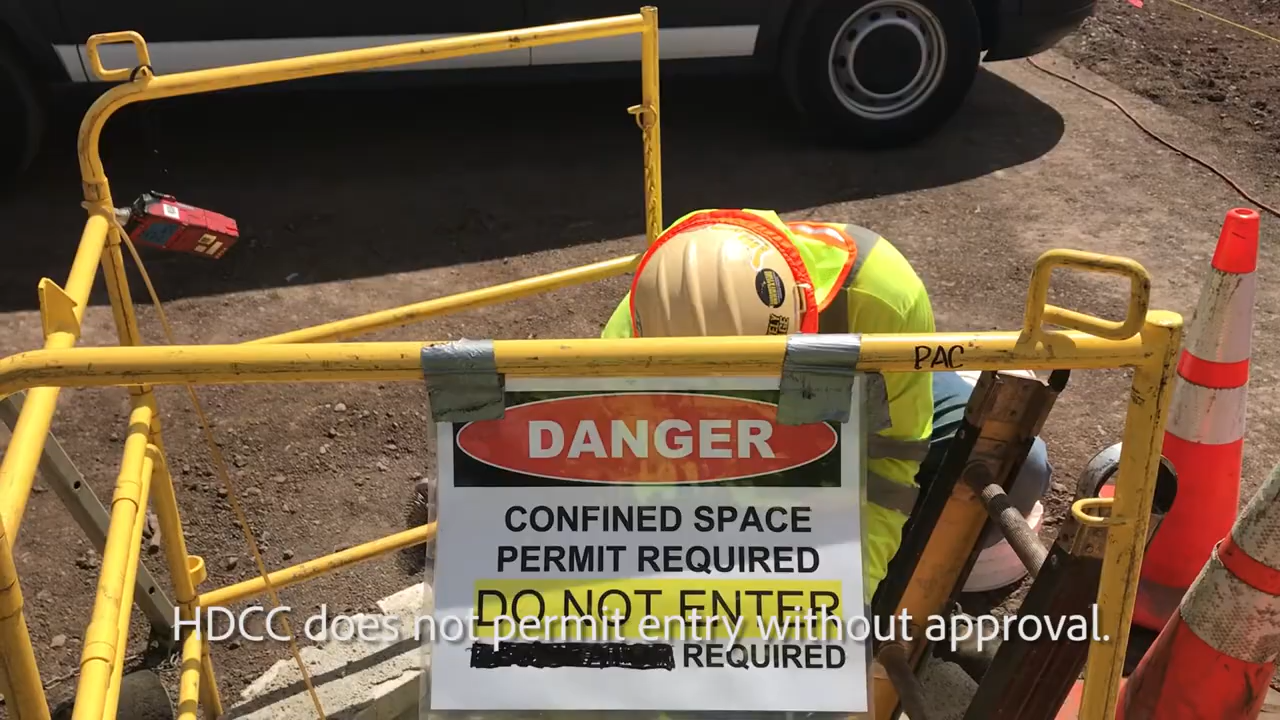 PAC
DANGER
CONFINED SPACE
PERMIT REQUIRED
DO NOT ENTER
HDCC does not permit entry without approval.
REQUIRED